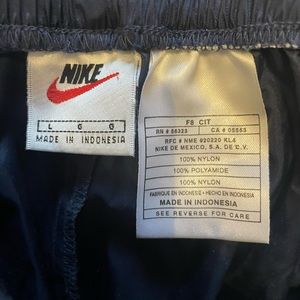 NIKE
L G G
MADE IN INDONESIA
F8 CIT
RN # 56323 CA # 05553
RFC # NME #20220 KL4
NIKE DE MEXICO, S.A. DE C.V.
100% NYLON
100% POLYAMIDE
100% NYLON
FABRIQUE EN INDONESIE • HECHO EN INDONESIA
MADE IN INDONESIA
SEE REVERSE FOR CARE